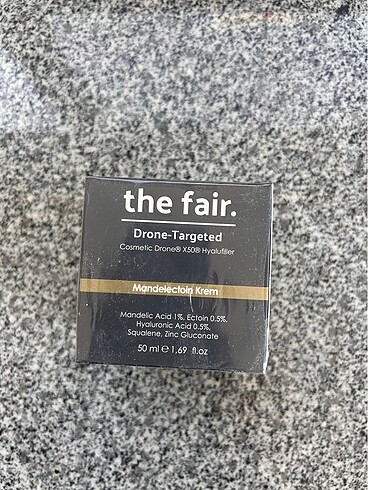 the fair.
Drone-Targeted
Cosmetic Drone® X50® Hyalufiller
Mandelectoin Krem
Mandelic Acid 1%, Ectoin 0.5%,
Hyaluronic Acid 0.5%,
Squalene, Zinc Gluconate
50 ml ℮ 1.69 fl.oz